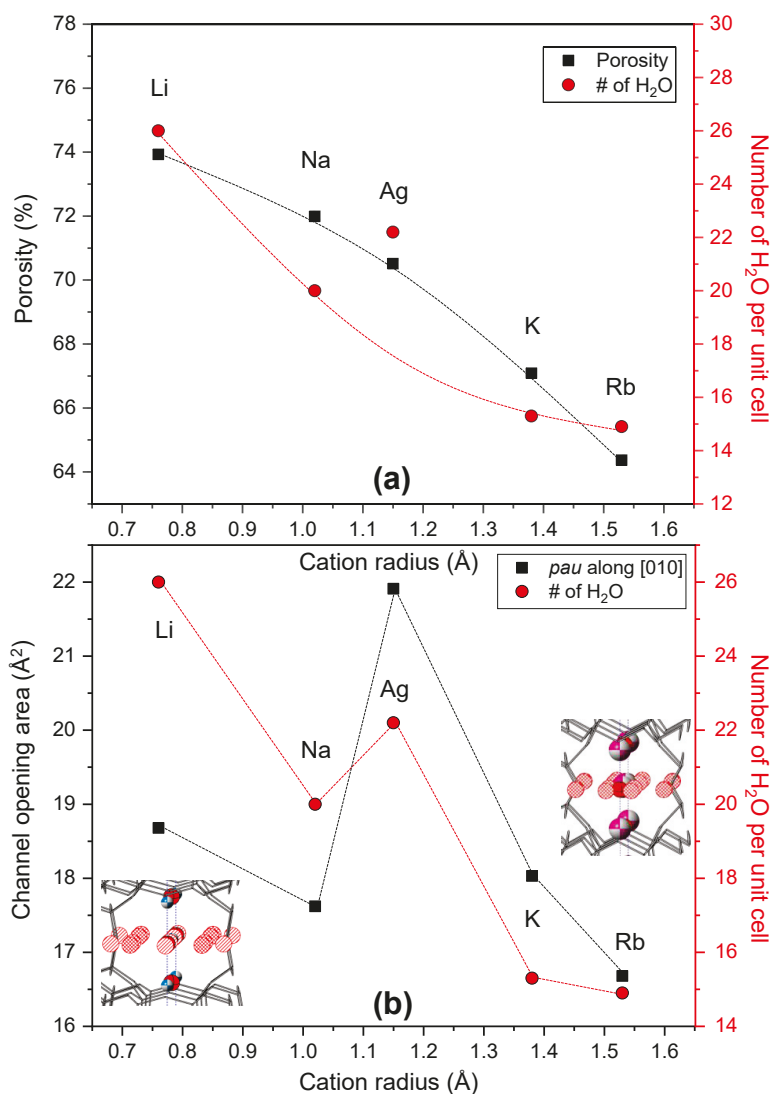 78
76
74
72
70
68
66
64
Porosity (%)
Li
Na
Ag
K
Rb
Porosity
# of H₂O
30
28
26
24
22
20
18
16
14
12
Number of H₂O per unit cell
(a)
0.7 0.8 0.9 1.0 1.1 1.2 1.3 1.4 1.5 1.6
Cation radius (Å)
22
21
20
19
18
17
16
Channel opening area (Å²)
Li
Na
Ag
K
Rb
pau along [010]
# of H₂O
26
24
22
20
18
16
14
Number of H₂O per unit cell
(b)
0.7 0.8 0.9 1.0 1.1 1.2 1.3 1.4 1.5 1.6
Cation radius (Å)